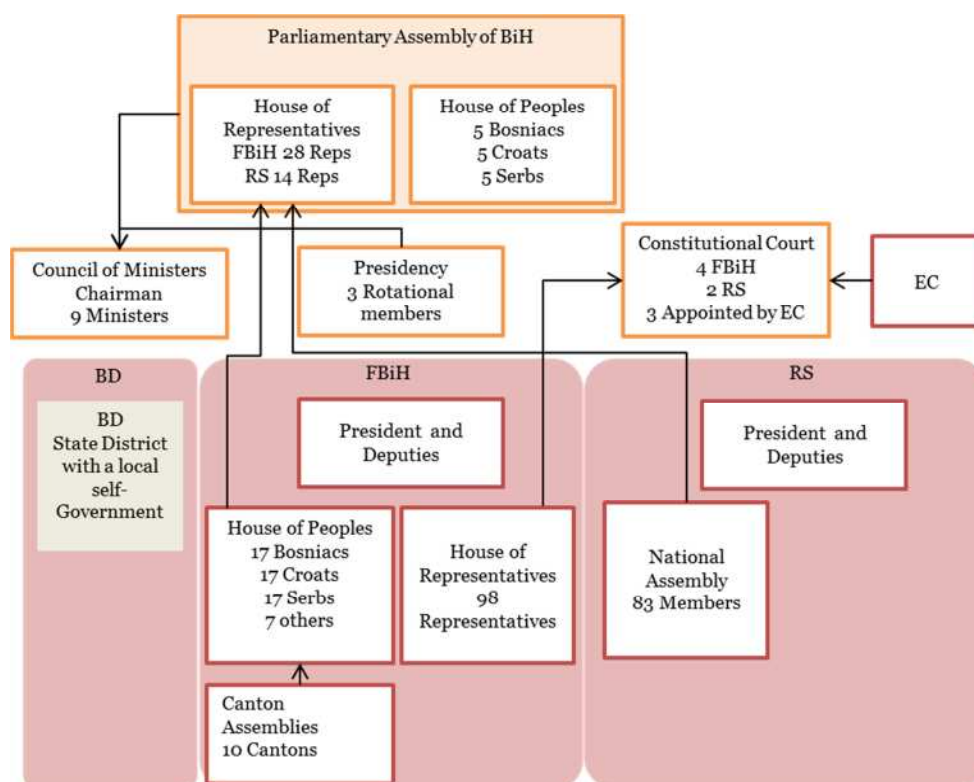 Parliamentary Assembly of BiH
House of
Representatives
FBiH 28 Reps
RS 14 Reps
House of Peoples
5 Bosniacs
5 Croats
5 Serbs
Council of Ministers
Chairman
9 Ministers
Presidency
3 Rotational
members
Constitutional Court
4 FBiH
2 RS
3 Appointed by EC
EC
BD
BD
State District
with a local
self-
Government
FBiH
President and
Deputies
House of Peoples
17 Bosniacs
17 Croats
17 Serbs
7 others
House of
Representatives
98
Representatives
Canton
Assemblies
10 Cantons
RS
President and
Deputies
National
Assembly
83 Members